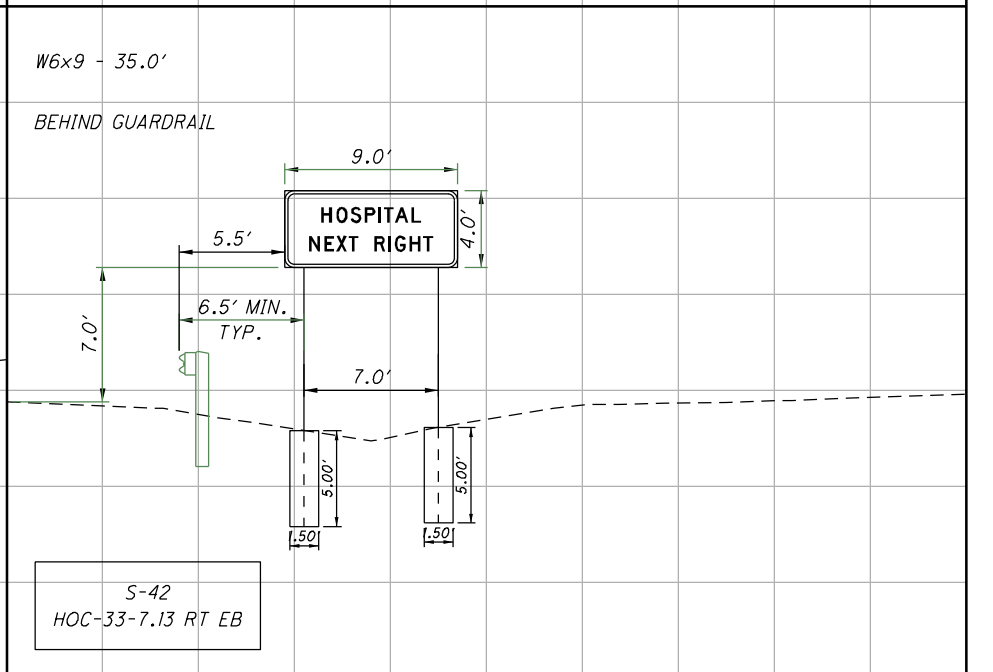 W6x9 - 35.0'
BEHIND GUARDRAIL
9.0'
HOSPITAL
NEXT RIGHT
4.0'
5.5'
6.5' MIN.
TYP.
7.0'
7.0'
5.00'
5.00'
1.50'
1.50'
S-42
HOC-33-7.13 RT EB